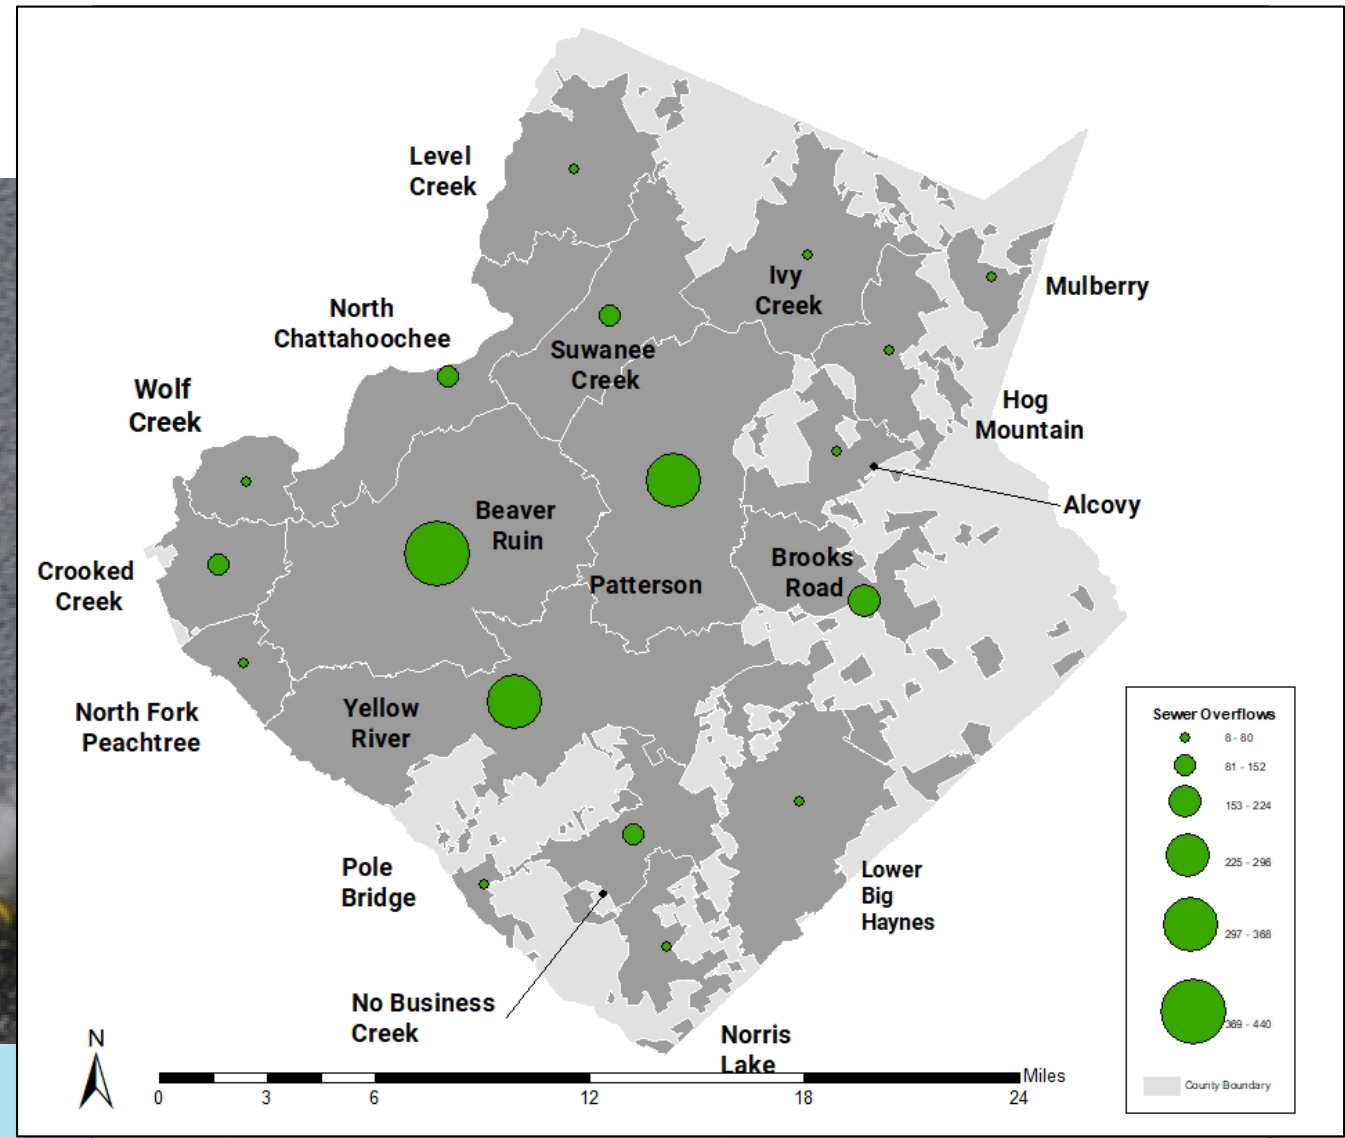 Level
Creek
Ivy
Creek
Mulberry
North
Chattahoochee
Suwanee
Creek
Wolf
Creek
Hog
Mountain
Alcovy
Beaver
Ruin
Brooks
Road
Patterson
Crooked
Creek
North Fork
Peachtree
Yellow
River
Pole
Bridge
Lower
Big
Haynes
No Business
Creek
Norris
Lake
Sewer Overflows
8 - 80
81 - 152
153 - 224
225 - 296
297 - 368
369 - 440
County Boundary
N
0 3 6 12 18 24 Miles